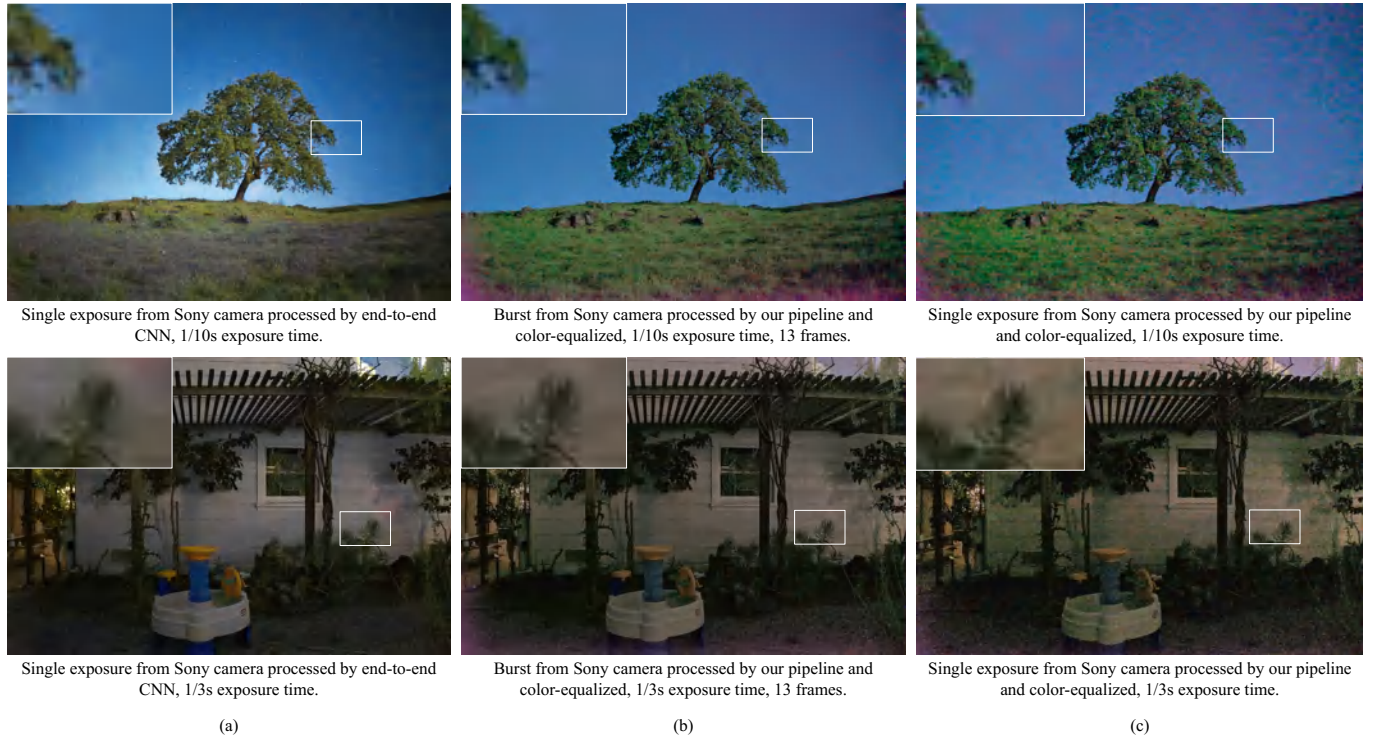 Single exposure from Sony camera processed by end-to-end
CNN, 1/10s exposure time.
Burst from Sony camera processed by our pipeline and
color-equalized, 1/10s exposure time, 13 frames.
Single exposure from Sony camera processed by our pipeline
and color-equalized, 1/10s exposure time.
Single exposure from Sony camera processed by end-to-end
CNN, 1/3s exposure time.
Burst from Sony camera processed by our pipeline and
color-equalized, 1/3s exposure time, 13 frames.
Single exposure from Sony camera processed by our pipeline
and color-equalized, 1/3s exposure time.
(a)
(b)
(c)